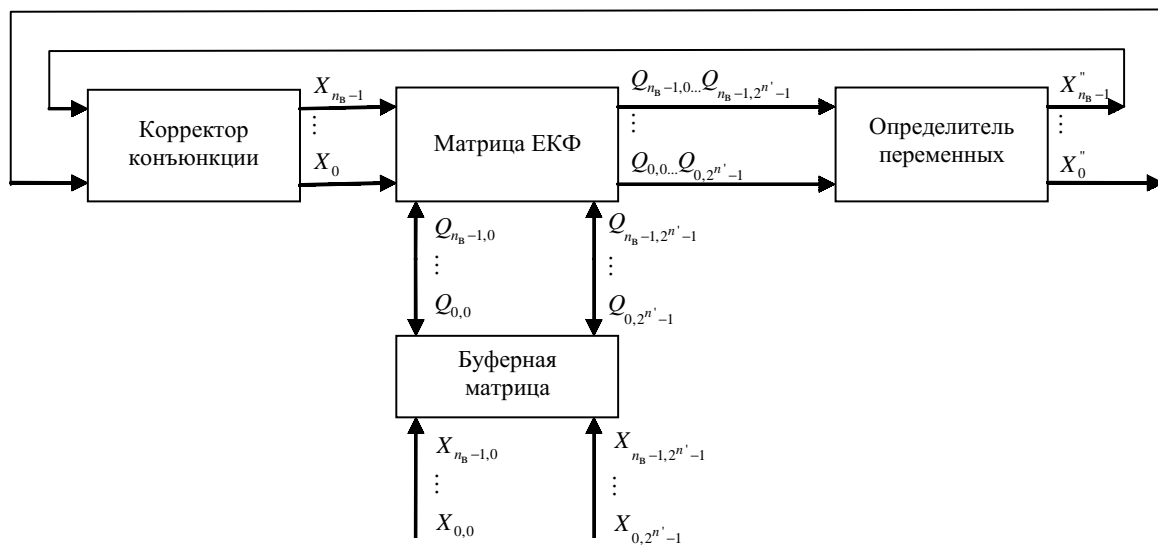 Корректор
конъюнкции
X_{n_в−1}
⋮
X_0
Матрица ЕКФ
Q_{n_в−1,0}...Q_{n_в−1,2^{n'}−1}
⋮
Q_{0,0}...Q_{0,2^{n'}−1}
Определитель
переменных
X''_{n_в−1}
⋮
X''_0
Q_{n_в−1,0}
⋮
Q_{0,0}
Q_{n_в−1,2^{n'}−1}
⋮
Q_{0,2^{n'}−1}
Буферная
матрица
X_{n_в−1,0}
⋮
X_{0,0}
X_{n_в−1,2^{n'}−1}
⋮
X_{0,2^{n'}−1}